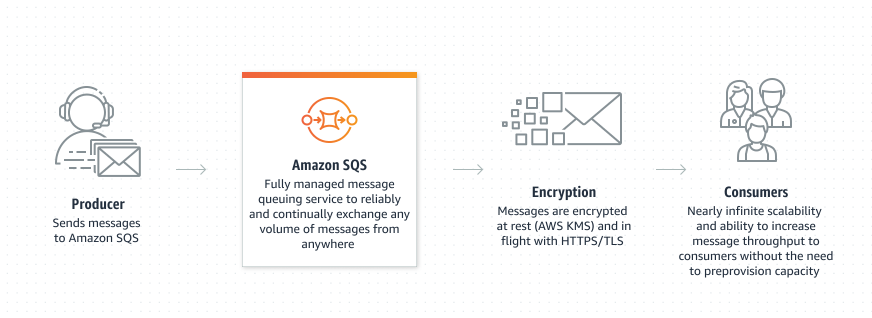 Producer
Sends messages
to Amazon SQS
Amazon SQS
Fully managed message
queuing service to reliably
and continually exchange any
volume of messages from
anywhere
Encryption
Messages are encrypted
at rest (AWS KMS) and in
flight with HTTPS/TLS
Consumers
Nearly infinite scalability
and ability to increase
message throughput to
consumers without the need
to preprovision capacity